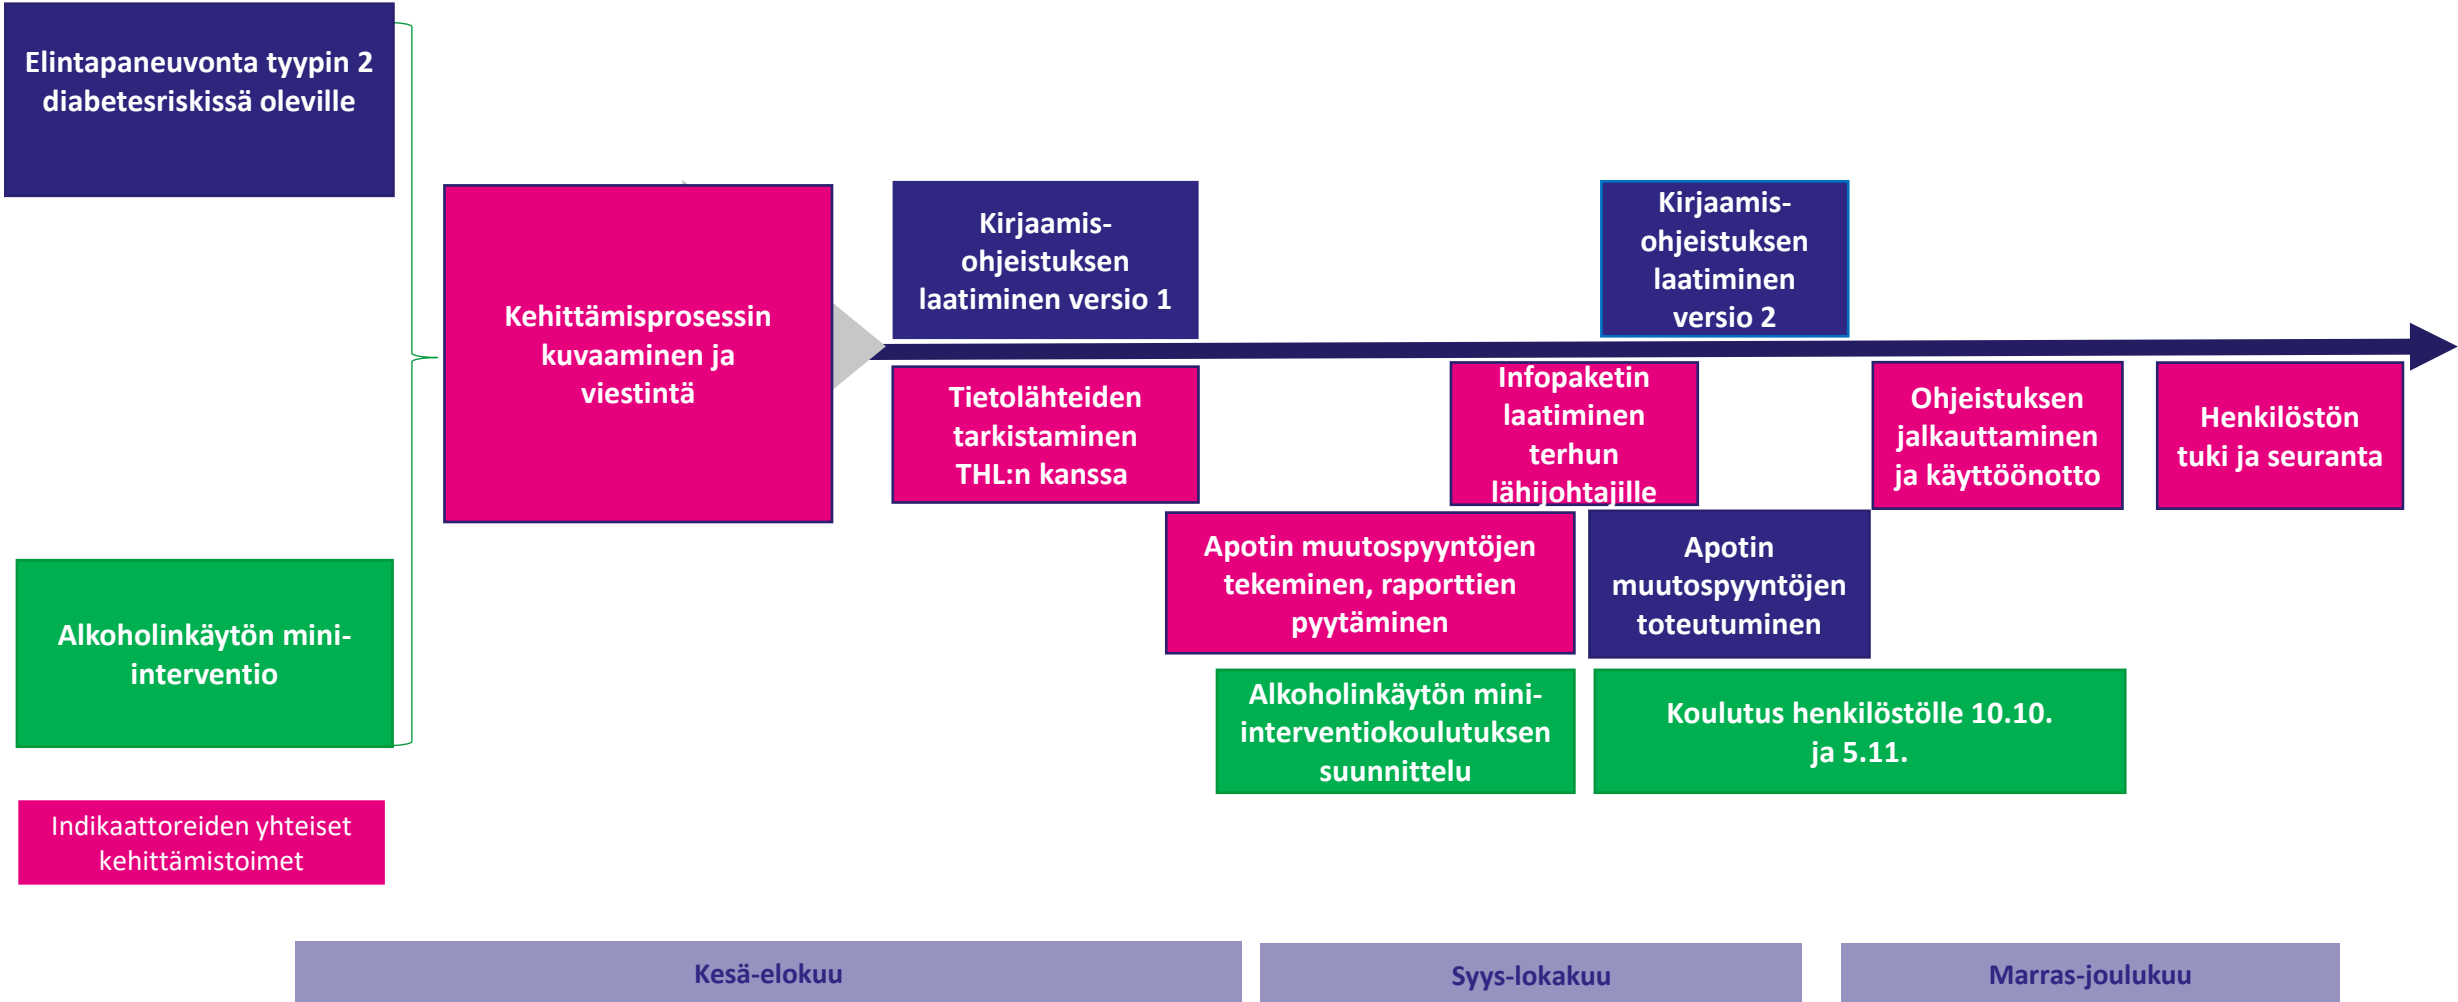 Elintapaneuvonta tyypin 2
diabetesriskissä oleville
Kehittämisprosessin
kuvaaminen ja
viestintä
Alkoholinkäytön mini-
interventio
Indikaattoreiden yhteiset
kehittämistoimet
Kirjaamis-
ohjeistuksen
laatiminen versio 1
Kirjaamis-
ohjeistuksen
laatiminen
versio 2
Tietolähteiden
tarkistaminen
THL:n kanssa
Infopaketin
laatiminen
terhun
lähijohtajille
Ohjeistuksen
jalkauttaminen
ja käyttöönotto
Henkilöstön
tuki ja seuranta
Apotin muutospyyntöjen
tekeminen, raporttien
pyytäminen
Apotin
muutospyyntöjen
toteutuminen
Alkoholinkäytön mini-
interventiokoulutuksen
suunnittelu
Koulutus henkilöstölle 10.10.
ja 5.11.
Kesä-elokuu
Syys-lokakuu
Marras-joulukuu